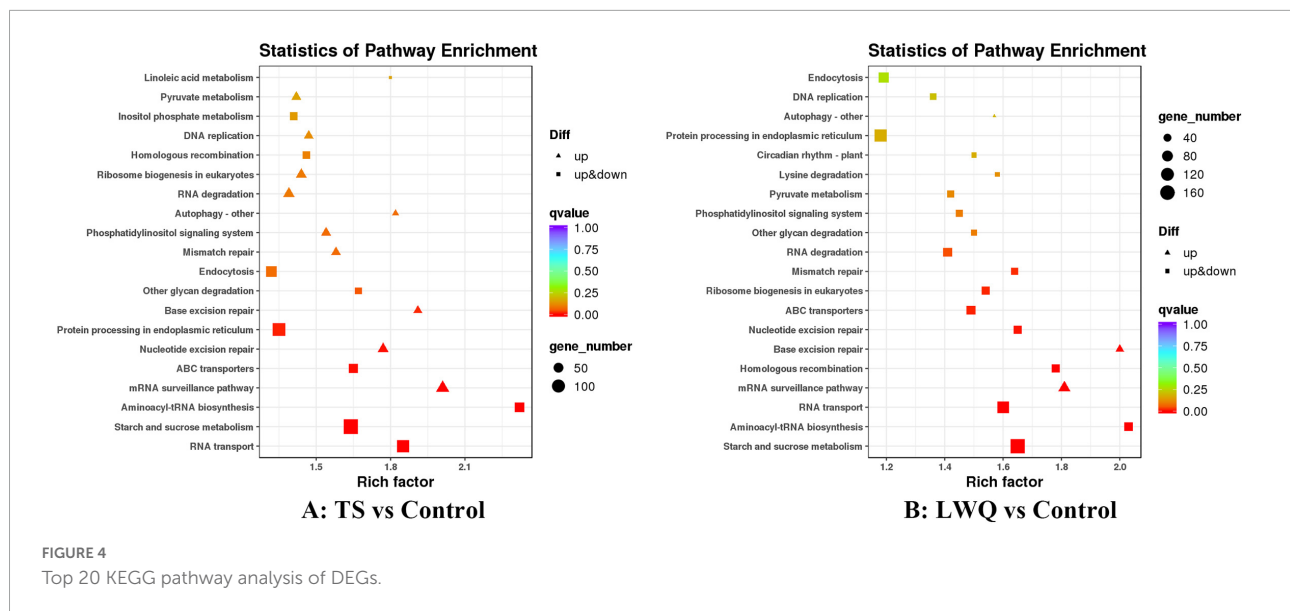 Statistics of Pathway Enrichment
Linoleic acid metabolism
Pyruvate metabolism
Inositol phosphate metabolism
DNA replication
Homologous recombination
Ribosome biogenesis in eukaryotes
RNA degradation
Autophagy - other
Phosphatidylinositol signaling system
Mismatch repair
Endocytosis
Other glycan degradation
Base excision repair
Protein processing in endoplasmic reticulum
Nucleotide excision repair
ABC transporters
mRNA surveillance pathway
Aminoacyl-tRNA biosynthesis
Starch and sucrose metabolism
RNA transport
1.5 1.8 2.1
Rich factor
Diff
up
up&down
qvalue
1.00
0.75
0.50
0.25
0.00
gene_number
50
100
A: TS vs Control
Statistics of Pathway Enrichment
Endocytosis
DNA replication
Autophagy - other
Protein processing in endoplasmic reticulum
Circadian rhythm - plant
Lysine degradation
Pyruvate metabolism
Phosphatidylinositol signaling system
Other glycan degradation
RNA degradation
Mismatch repair
Ribosome biogenesis in eukaryotes
ABC transporters
Nucleotide excision repair
Base excision repair
Homologous recombination
mRNA surveillance pathway
RNA transport
Aminoacyl-tRNA biosynthesis
Starch and sucrose metabolism
1.2 1.4 1.6 1.8 2.0
Rich factor
gene_number
40
80
120
160
Diff
up
up&down
qvalue
1.00
0.75
0.50
0.25
0.00
B: LWQ vs Control
FIGURE 4
Top 20 KEGG pathway analysis of DEGs.